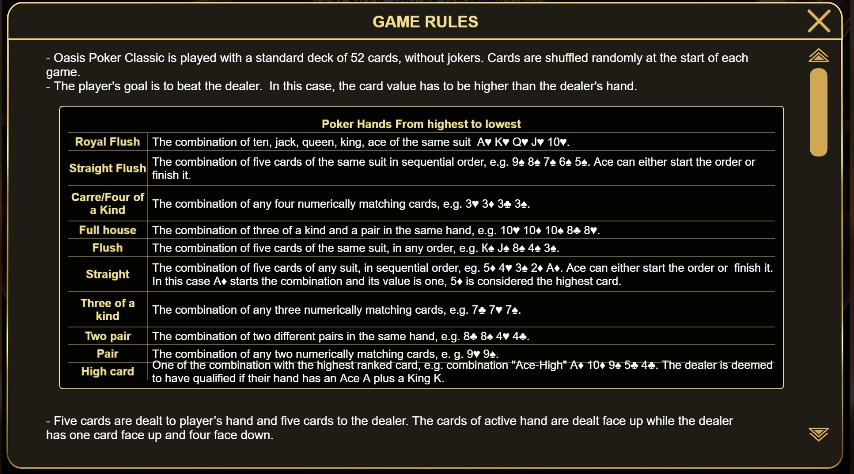 GAME RULES
- Oasis Poker Classic is played with a standard deck of 52 cards, without jokers. Cards are shuffled randomly at the start of each
game.
- The player's goal is to beat the dealer.  In this case, the card value has to be higher than the dealer's hand.
Poker Hands From highest to lowest
Royal Flush The combination of ten, jack, queen, king, ace of the same suit  A♥ K♥ Q♥ J♥ 10♥.
Straight Flush The combination of five cards of the same suit in sequential order, e.g. 9♠ 8♠ 7♠ 6♠ 5♠. Ace can either start the order or
finish it.
Carre/Four of
a Kind The combination of any four numerically matching cards, e.g. 3♥ 3♦ 3♣ 3♠.
Full house The combination of three of a kind and a pair in the same hand, e.g. 10♥ 10♦ 10♠ 8♣ 8♥.
Flush The combination of five cards of the same suit, in any order, e.g. K♠ J♠ 8♠ 4♠ 3♠.
Straight The combination of five cards of any suit, in sequential order, eg. 5♦ 4♥ 3♠ 2♦ A♦. Ace can either start the order or  finish it.
In this case A♦ starts the combination and its value is one, 5♦ is considered the highest card.
Three of a
kind The combination of any three numerically matching cards, e.g. 7♣ 7♥ 7♠.
Two pair The combination of two different pairs in the same hand, e.g. 8♣ 8♠ 4♥ 4♣.
Pair The combination of any two numerically matching cards, e. g. 9♥ 9♠.
High card One of the combination with the highest ranked card, e.g. combination "Ace-High" A♦ 10♦ 9♠ 5♣ 4♣. The dealer is deemed
to have qualified if their hand has an Ace A plus a King K.
- Five cards are dealt to player's hand and five cards to the dealer. The cards of active hand are dealt face up while the dealer
has one card face up and four face down.